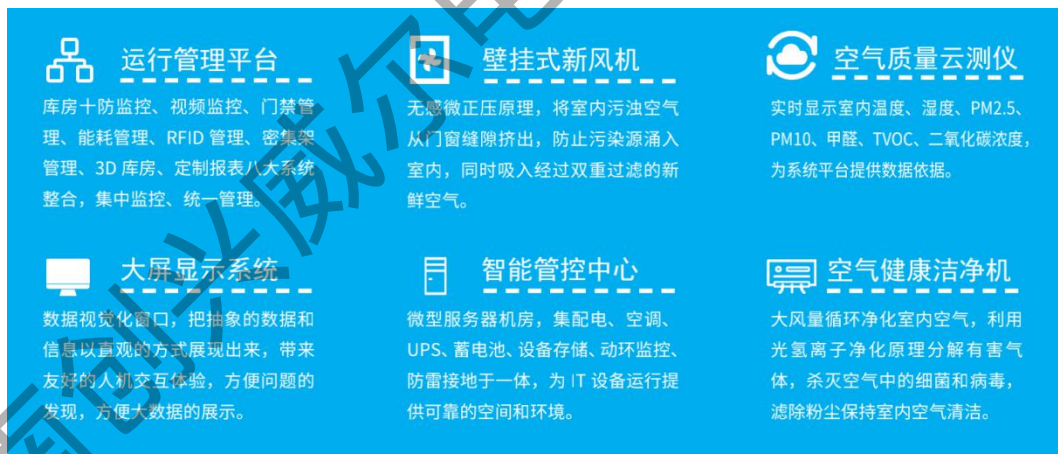 运行管理平台
库房十防监控、视频监控、门禁管
理、能耗管理、RFID 管理、密集架
管理、3D 库房、定制报表八大系统
整合，集中监控、统一管理。
壁挂式新风机
无感微正压原理，将室内污浊空气
从门窗缝隙挤出，防止污染源涌入
室内，同时吸入经过双重过滤的新
鲜空气。
空气质量云测仪
实时显示室内温度、湿度、PM2.5、
PM10、甲醛、TVOC、二氧化碳浓度，
为系统平台提供数据依据。
大屏显示系统
数据视觉化窗口，把抽象的数据和
信息以直观的方式展现出来，带来
友好的人机交互体验，方便问题的
发现，方便大数据的展示。
智能管控中心
微型服务器机房，集配电、空调、
UPS、蓄电池、设备存储、动环监控、
防雷接地于一体，为 IT 设备运行提
供可靠的空间和环境。
空气健康洁净机
大风量循环净化室内空气，利用
光氢离子净化原理分解有害气
体，杀灭空气中的细菌和病毒，
滤除粉尘保持室内空气清洁。
创兴威尔电